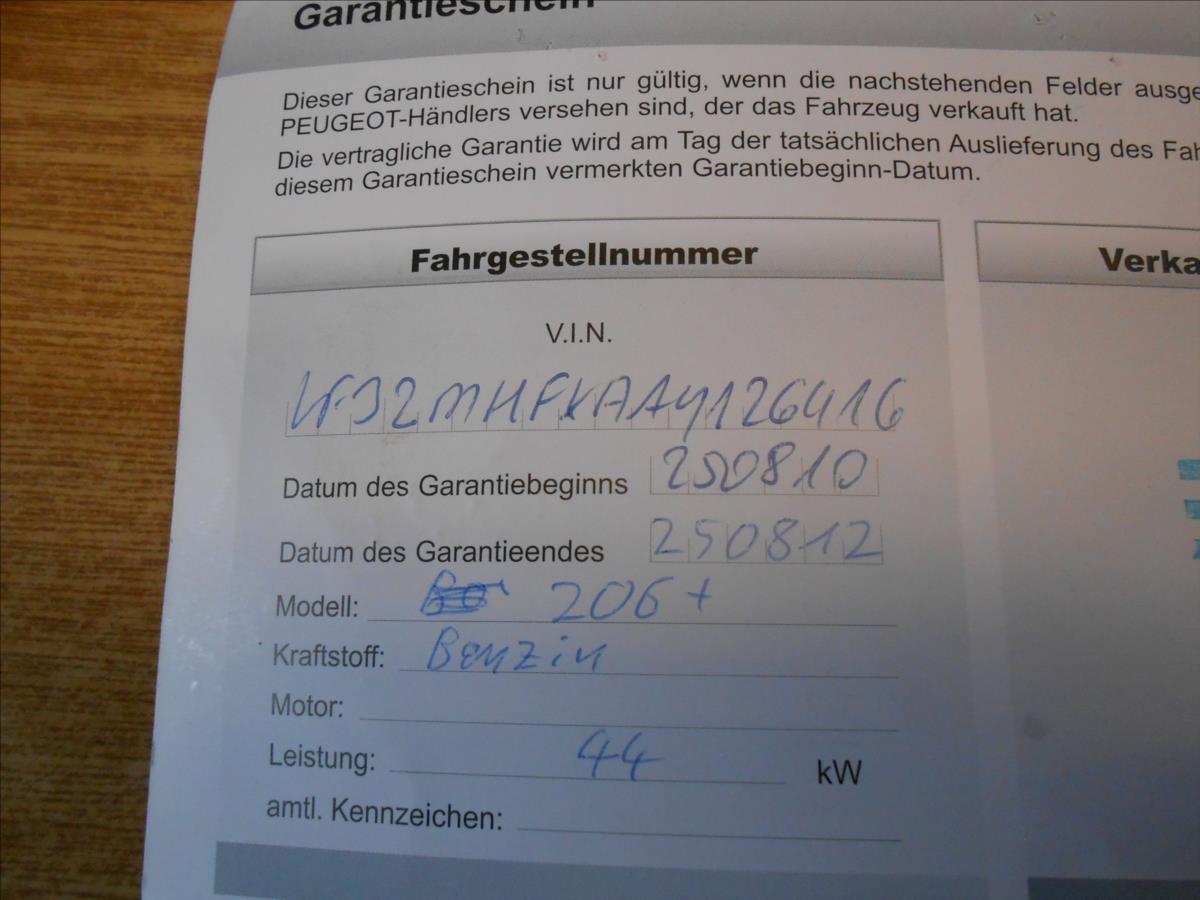 Garantieschein
Dieser Garantieschein ist nur gültig, wenn die nachstehenden Felder ausge
PEUGEOT-Händlers versehen sind, der das Fahrzeug verkauft hat.
Die vertragliche Garantie wird am Tag der tatsächlichen Auslieferung des Fah
diesem Garantieschein vermerkten Garantiebeginn-Datum.
Fahrgestellnummer
Verka
V.I.N.
VF32MHFXAAY126416
Datum des Garantiebeginns 250810
Datum des Garantieendes 250812
Modell: 206+
Kraftstoff: Benzin
Motor:
Leistung: 44 kW
amtl. Kennzeichen: